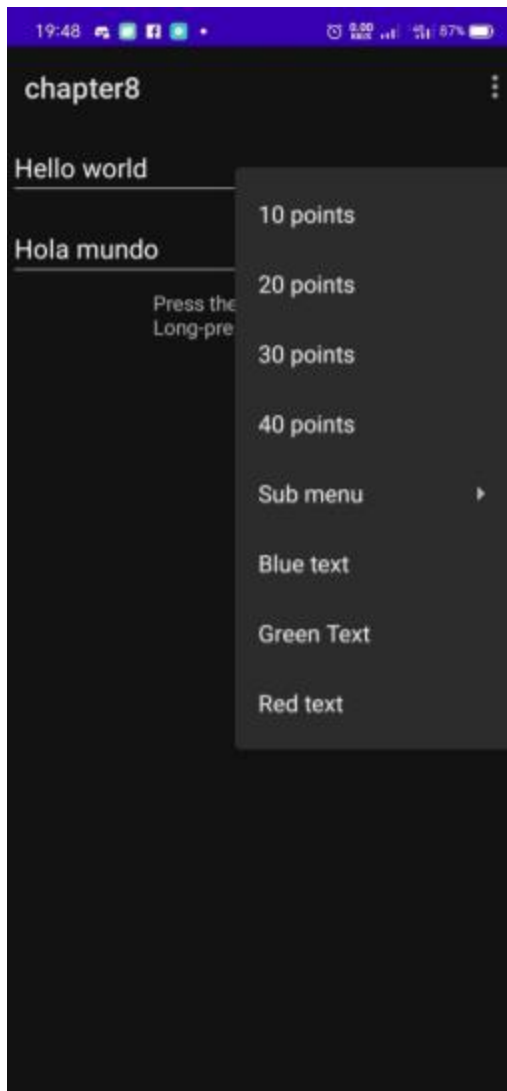 19:48
87%
chapter8
Hello world
Hola mundo
Press the
Long-pre
10 points
20 points
30 points
40 points
Sub menu
Blue text
Green Text
Red text